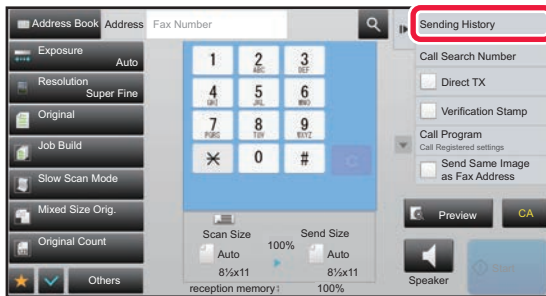 Address Book
Address
Fax Number
Sending History
Exposure
Auto
Resolution
Super Fine
Original
Job Build
Slow Scan Mode
Mixed Size Orig.
Original Count
Others
1
2
ABC
3
DEF
4
GHI
5
JKL
6
MNO
7
PQRS
8
TUV
9
WXYZ
0
#
C
Scan Size
Send Size
100%
Auto
Auto
8½x11
8½x11
reception memory:
100%
Call Search Number
Direct TX
Verification Stamp
Call Program
Call Registered settings
Send Same Image
as Fax Address
Preview
CA
Speaker
Start